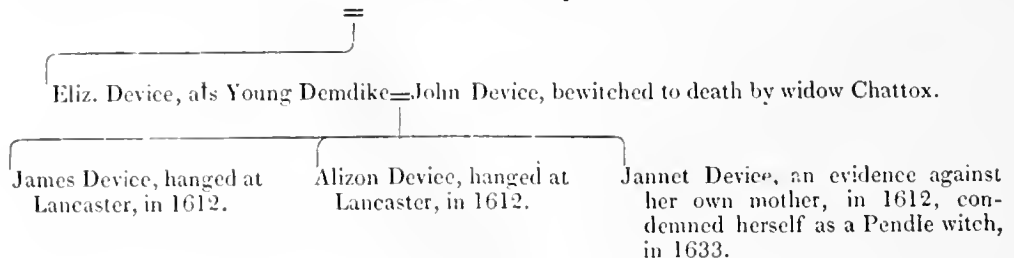 =
Eliz. Device, als Young Demdike=John Device, bewitched to death by widow Chattox.
James Device, hanged at
Lancaster, in 1612.
Alizon Device, hanged at
Lancaster, in 1612.
Jannet Device, an evidence against
her own mother, in 1612, con-
demned herself as a Pendle witch,
in 1633.